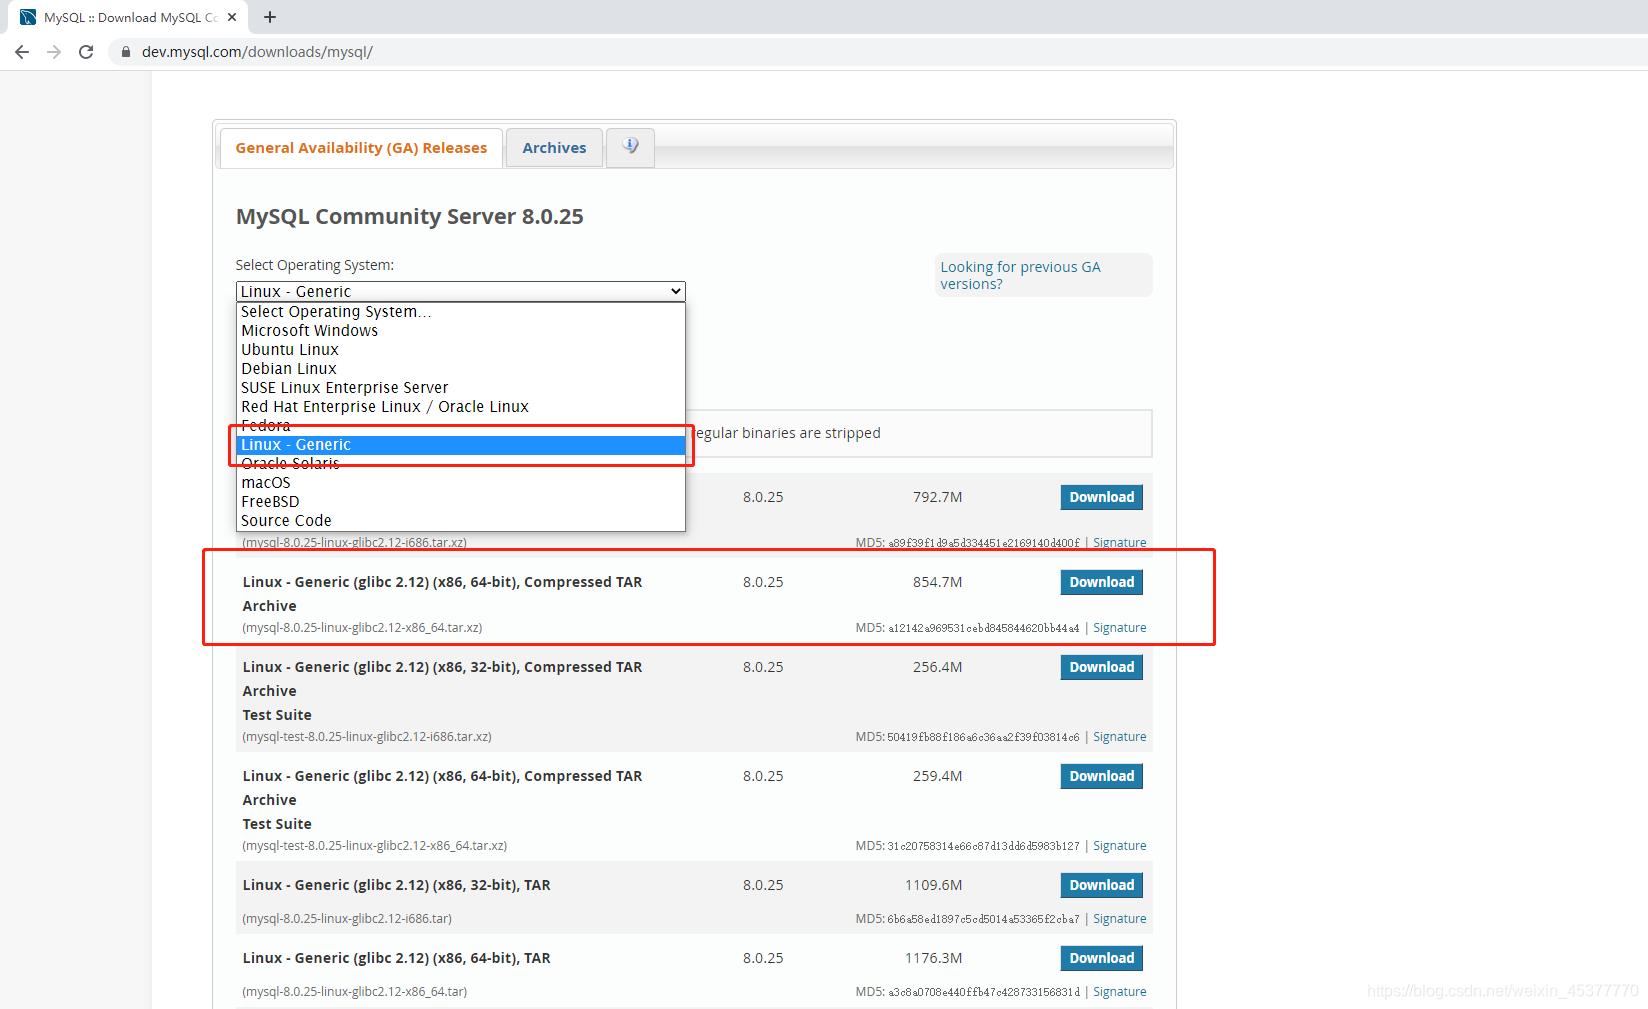 MySQL :: Download MySQL Co
dev.mysql.com/downloads/mysql/
General Availability (GA) Releases
Archives
MySQL Community Server 8.0.25
Select Operating System:
Looking for previous GA
versions?
Linux - Generic
Select Operating System...
Microsoft Windows
Ubuntu Linux
Debian Linux
SUSE Linux Enterprise Server
Red Hat Enterprise Linux / Oracle Linux
Fedora
regular binaries are stripped
Linux - Generic
Oracle Solaris
macOS
FreeBSD
Source Code
8.0.25 792.7M Download
(mysql-8.0.25-linux-glibc2.12-i686.tar.xz) MD5: a89f39f1d9a5d334451e2169140d400f | Signature
Linux - Generic (glibc 2.12) (x86, 64-bit), Compressed TAR 8.0.25 854.7M Download
Archive
(mysql-8.0.25-linux-glibc2.12-x86_64.tar.xz) MD5: a12142a969531cebd845844620bb44a4 | Signature
Linux - Generic (glibc 2.12) (x86, 32-bit), Compressed TAR 8.0.25 256.4M Download
Archive
Test Suite
(mysql-test-8.0.25-linux-glibc2.12-i686.tar.xz) MD5: 50419fb88f186a6c36aa2f39f03814c6 | Signature
Linux - Generic (glibc 2.12) (x86, 64-bit), Compressed TAR 8.0.25 259.4M Download
Archive
Test Suite
(mysql-test-8.0.25-linux-glibc2.12-x86_64.tar.xz) MD5: 31c20758314e66c87d13dd6d5983b127 | Signature
Linux - Generic (glibc 2.12) (x86, 32-bit), TAR 8.0.25 1109.6M Download
(mysql-8.0.25-linux-glibc2.12-i686.tar) MD5: 6b6a58ed1897c5cd5014a53365f2cba7 | Signature
Linux - Generic (glibc 2.12) (x86, 64-bit), TAR 8.0.25 1176.3M Download
(mysql-8.0.25-linux-glibc2.12-x86_64.tar) MD5: a3c8a0708e440ffb47c428733156831d | Signature
https://blog.csdn.net/weixin_45377770